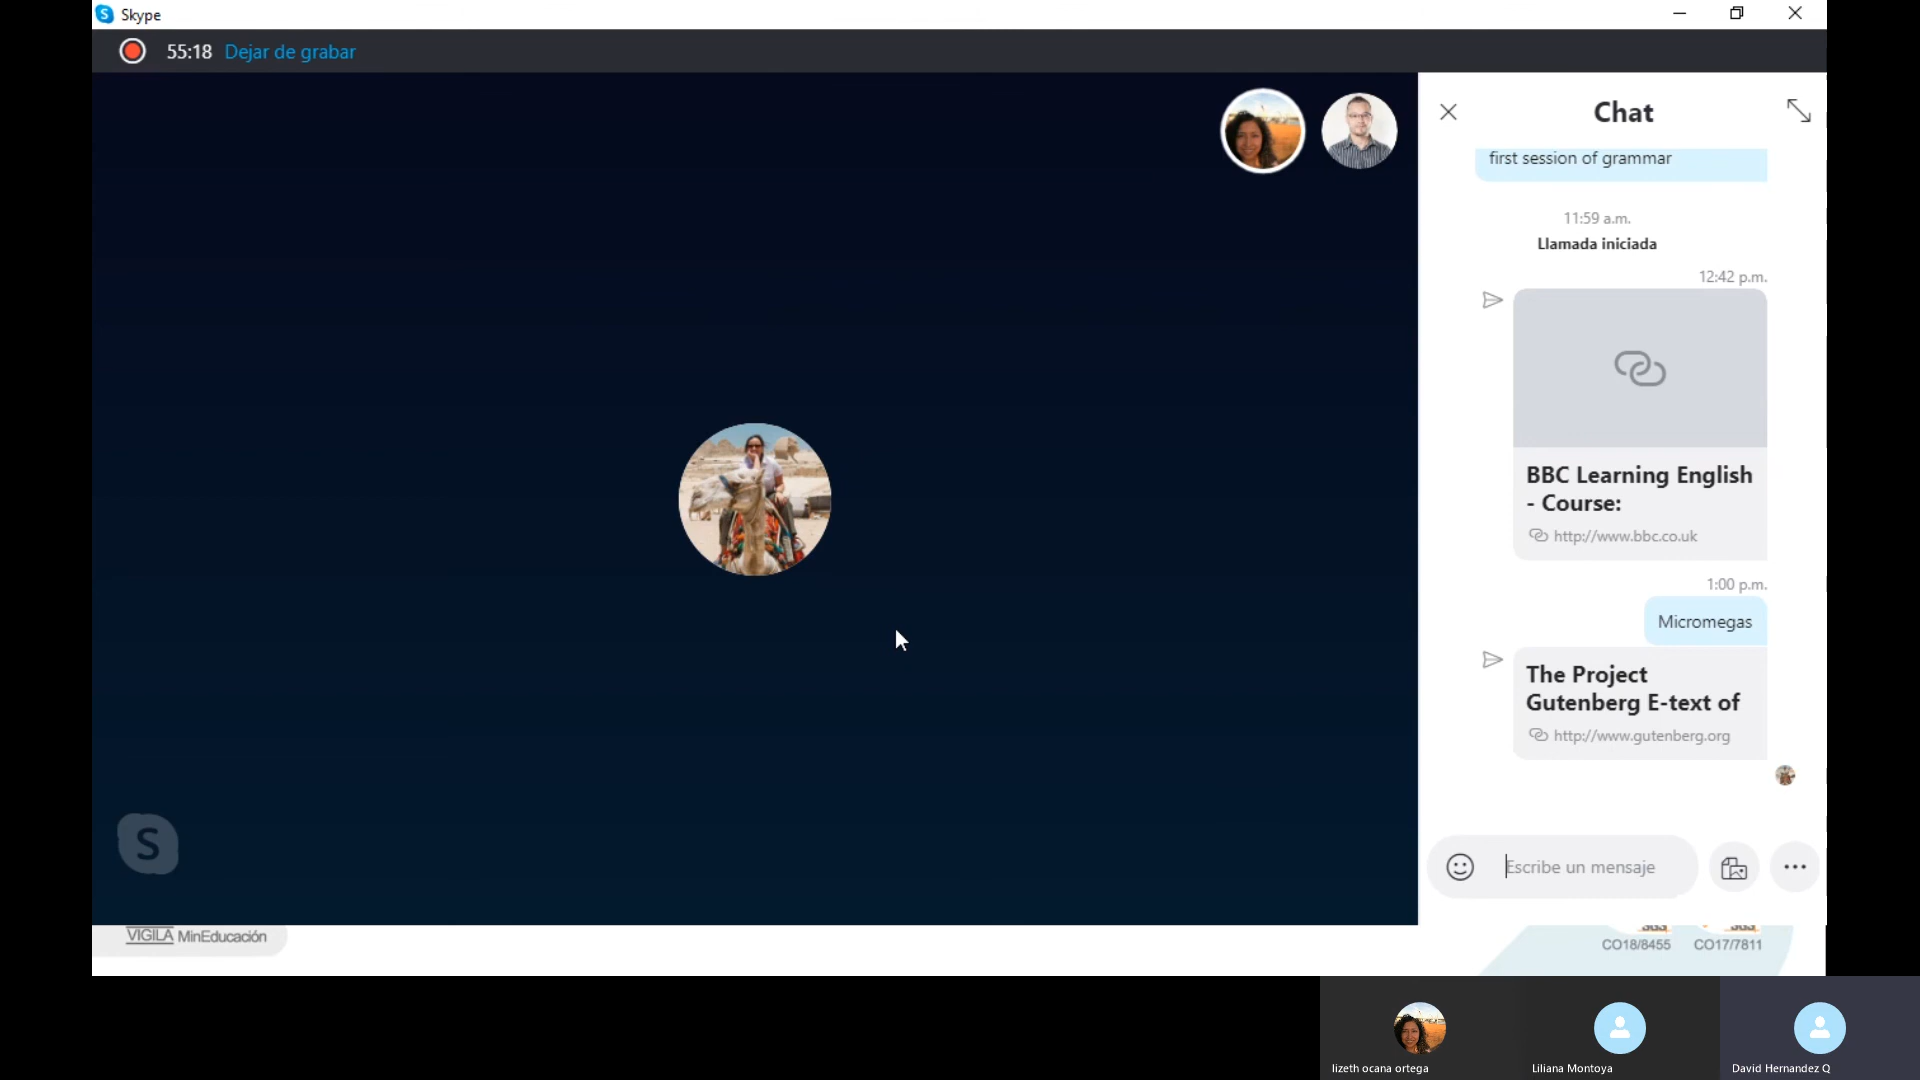 Skype
55:18 Dejar de grabar
Chat
first session of grammar
11:59 a.m.
Llamada iniciada
12:42 p.m.
BBC Learning English
- Course:
http://www.bbc.co.uk
1:00 p.m.
Micromegas
The Project
Gutenberg E-text of
http://www.gutenberg.org
Escribe un mensaje
VIGILA MinEducación
SGS SGS
CO18/8455 CO17/7811
lizeth ocana ortega
Liliana Montoya
David Hernandez Q